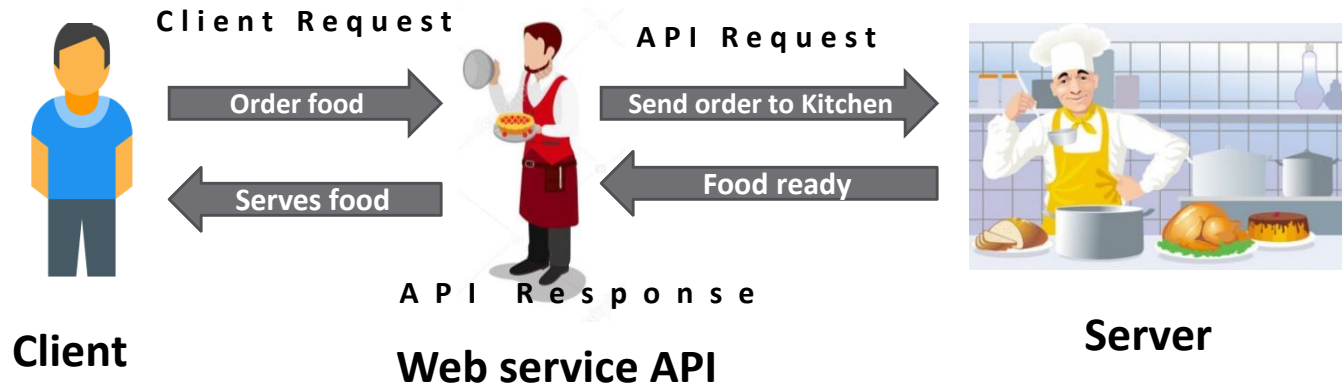 Client Request
API Request
Order food
Send order to Kitchen
Serves food
Food ready
API Response
Client
Web service API
Server